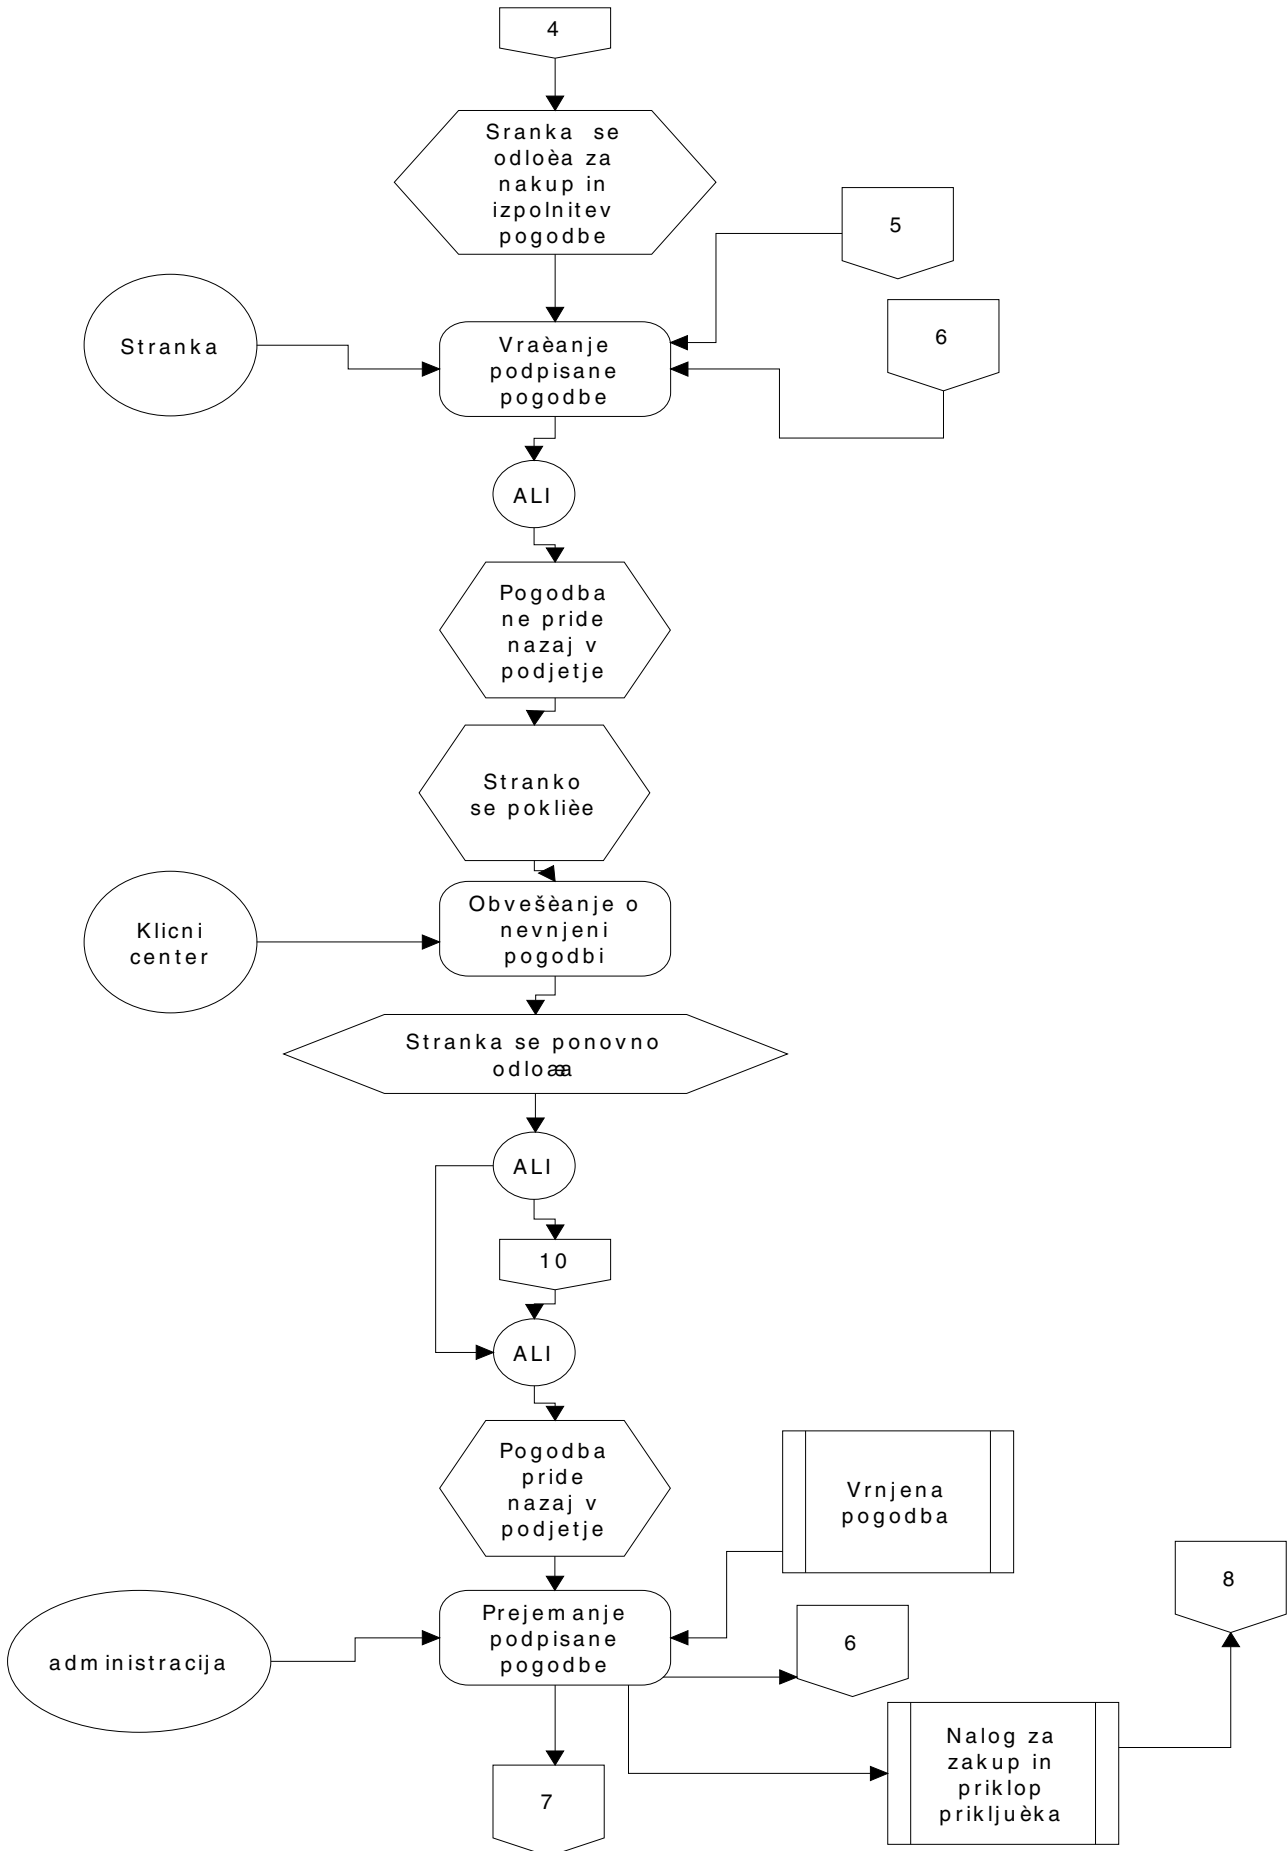 4
Sranka se
odloèa za
nakup in
izpolnitev
pogodbe
5
6
Stranka
Vraèanje
podpisane
pogodbe
ALI
Pogodba
ne pride
nazaj v
podjetje
Stranko
se poklièe
Klicni
center
Obvešèanje o
nevnjeni
pogodbi
Stranka se ponovno
ALI
10
ALI
Pogodba
pride
nazaj v
podjetje
Vrnjena
pogodba
8
administracija
Prejemanje
podpisane
pogodbe
6
Nalog za
zakup in
priklop
prikljuèka
7